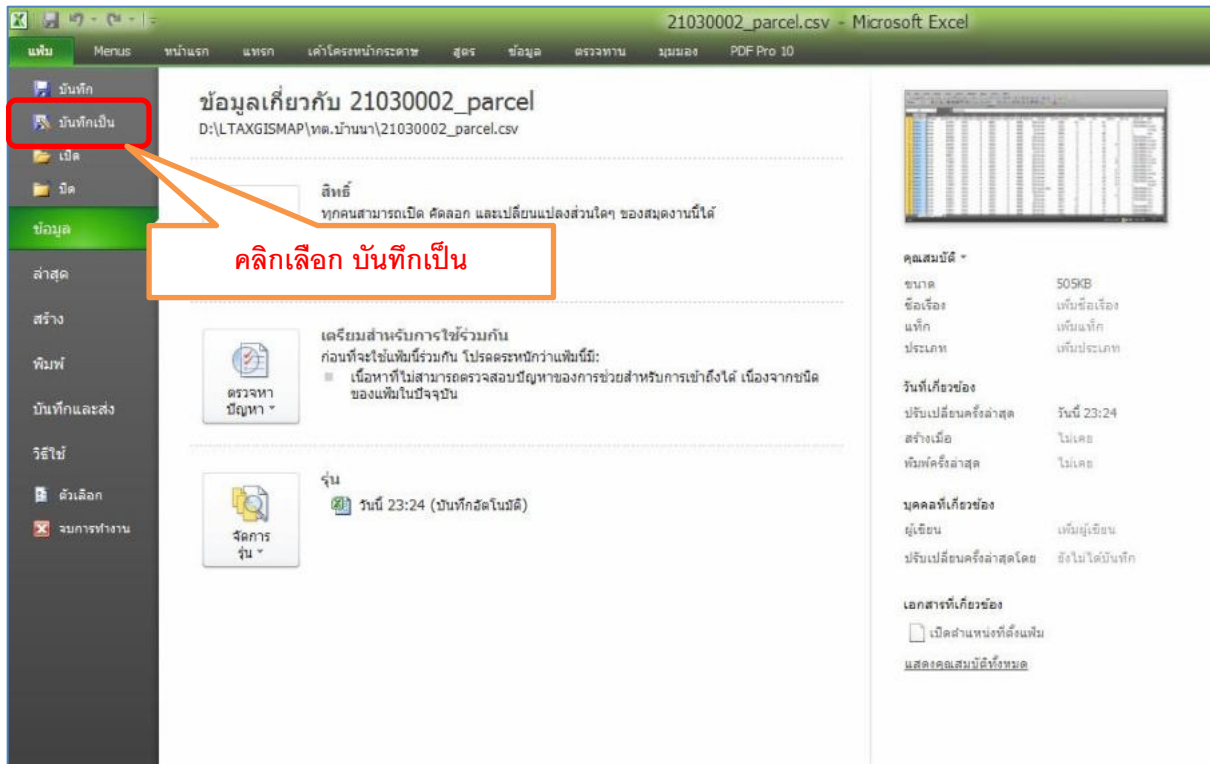 21030002_parcel.csv - Microsoft Excel
แฟ้ม Menus หน้าแรก แทรก เค้าโครงหน้ากระดาษ สูตร ข้อมูล ตรวจทาน มุมมอง PDF Pro 10
บันทึก
บันทึกเป็น
เปิด
ปิด
ข้อมูล
ล่าสุด
สร้าง
พิมพ์
บันทึกและส่ง
วิธีใช้
ตัวเลือก
จบการทำงาน
ข้อมูลเกี่ยวกับ 21030002_parcel
D:\LTAXGISMAP\ทต.บ้านนา\21030002_parcel.csv
สิทธิ์
ทุกคนสามารถเปิด คัดลอก และเปลี่ยนแปลงส่วนใดๆ ของสมุดงานนี้ได้
คลิกเลือก บันทึกเป็น
ตรวจหา
ปัญหา
เตรียมสำหรับการใช้ร่วมกัน
ก่อนที่จะใช้แฟ้มนี้ร่วมกัน โปรดตระหนักว่าแฟ้มนี้มี:
เนื้อหาที่ไม่สามารถตรวจสอบปัญหาของการช่วยสำหรับการเข้าถึงได้ เนื่องจากชนิด
ของแฟ้มในปัจจุบัน
จัดการ
รุ่น
รุ่น
วันนี้ 23:24 (บันทึกอัตโนมัติ)
คุณสมบัติ
ขนาด 505KB
ชื่อเรื่อง เพิ่มชื่อเรื่อง
แท็ก เพิ่มแท็ก
ประเภท เพิ่มประเภท
วันที่เกี่ยวข้อง
ปรับเปลี่ยนครั้งล่าสุด วันนี้ 23:24
สร้างเมื่อ ไม่เคย
พิมพ์ครั้งล่าสุด ไม่เคย
บุคคลที่เกี่ยวข้อง
ผู้เขียน เพิ่มผู้เขียน
ปรับเปลี่ยนครั้งล่าสุดโดย ยังไม่ได้บันทึก
เอกสารที่เกี่ยวข้อง
เปิดตำแหน่งที่ตั้งแฟ้ม
แสดงคุณสมบัติทั้งหมด